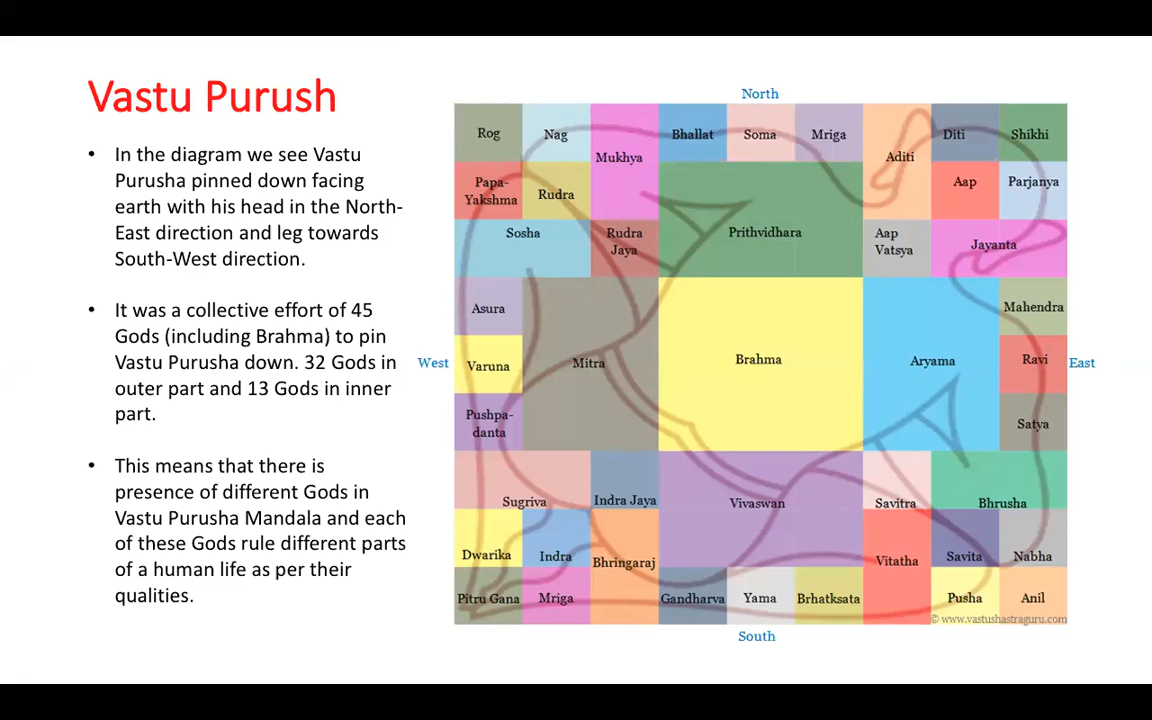 Vastu Purush
• In the diagram we see Vastu
Purusha pinned down facing
earth with his head in the North-
East direction and leg towards
South-West direction.
• It was a collective effort of 45
Gods (including Brahma) to pin
Vastu Purusha down. 32 Gods in
outer part and 13 Gods in inner
part.
• This means that there is
presence of different Gods in
Vastu Purusha Mandala and each
of these Gods rule different parts
of a human life as per their
qualities.
North
Rog Nag Mukhya Bhallat Soma Mriga Aditi Diti Shikhi
Papa-
Yakshma Rudra Aap Parjanya
Sosha Rudra
Jaya Prithvidhara Aap
Vatsya Jayanta
Asura Mahendra
West Varuna Mitra Brahma Aryama Ravi East
Pushpa-
danta Satya
Sugriva Indra Jaya Vivaswan Savitra Bhrusha
Dwarika Indra Bhringaraj Vitatha Savita Nabha
Pitru Gana Mriga Gandharva Yama Brhatksata Pusha Anil
© www.vastushastraguru.com
South